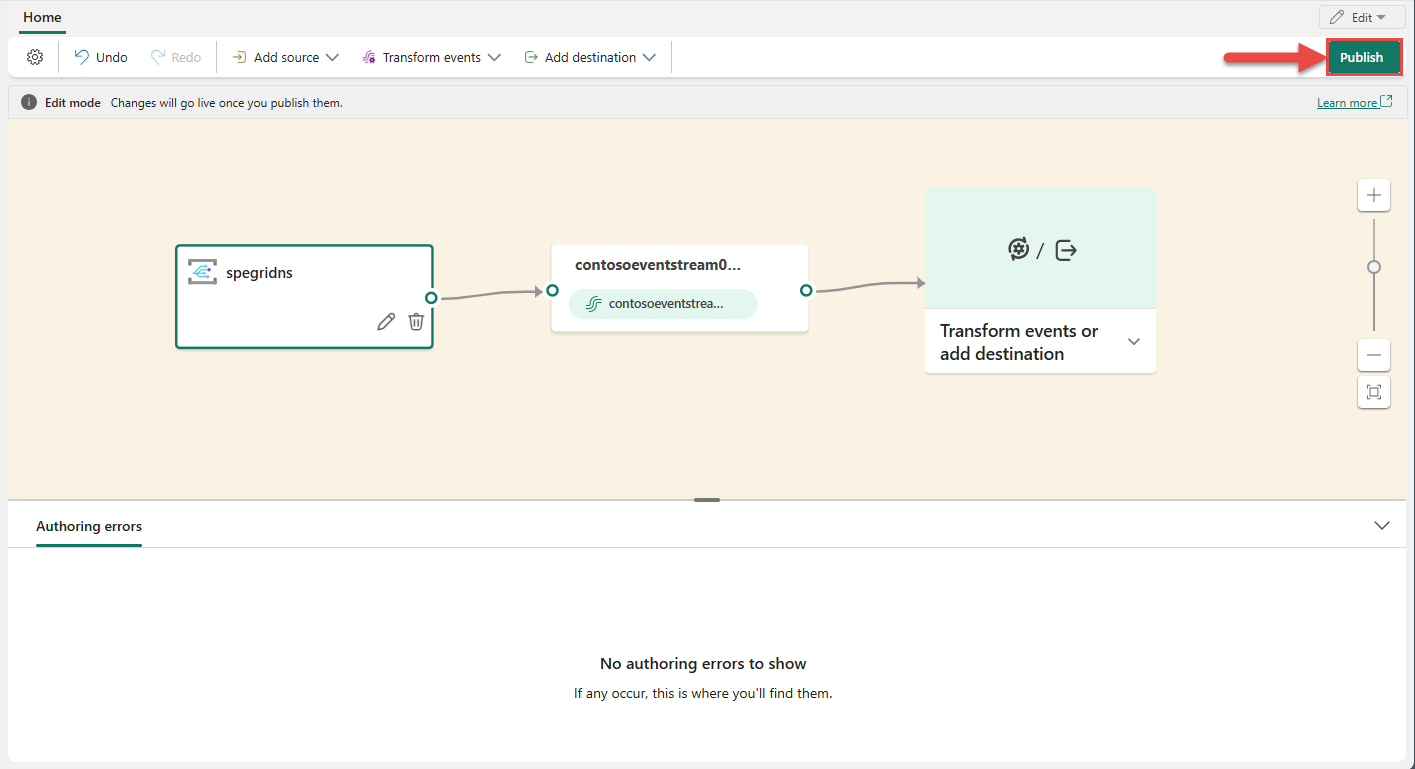 Home
Edit
Undo
Redo
Add source
Transform events
Add destination
Publish
Edit mode Changes will go live once you publish them.
Learn more
spegridns
contosoeventstream0...
contosoeventstrea...
/
Transform events or
add destination
Authoring errors
No authoring errors to show
If any occur, this is where you'll find them.